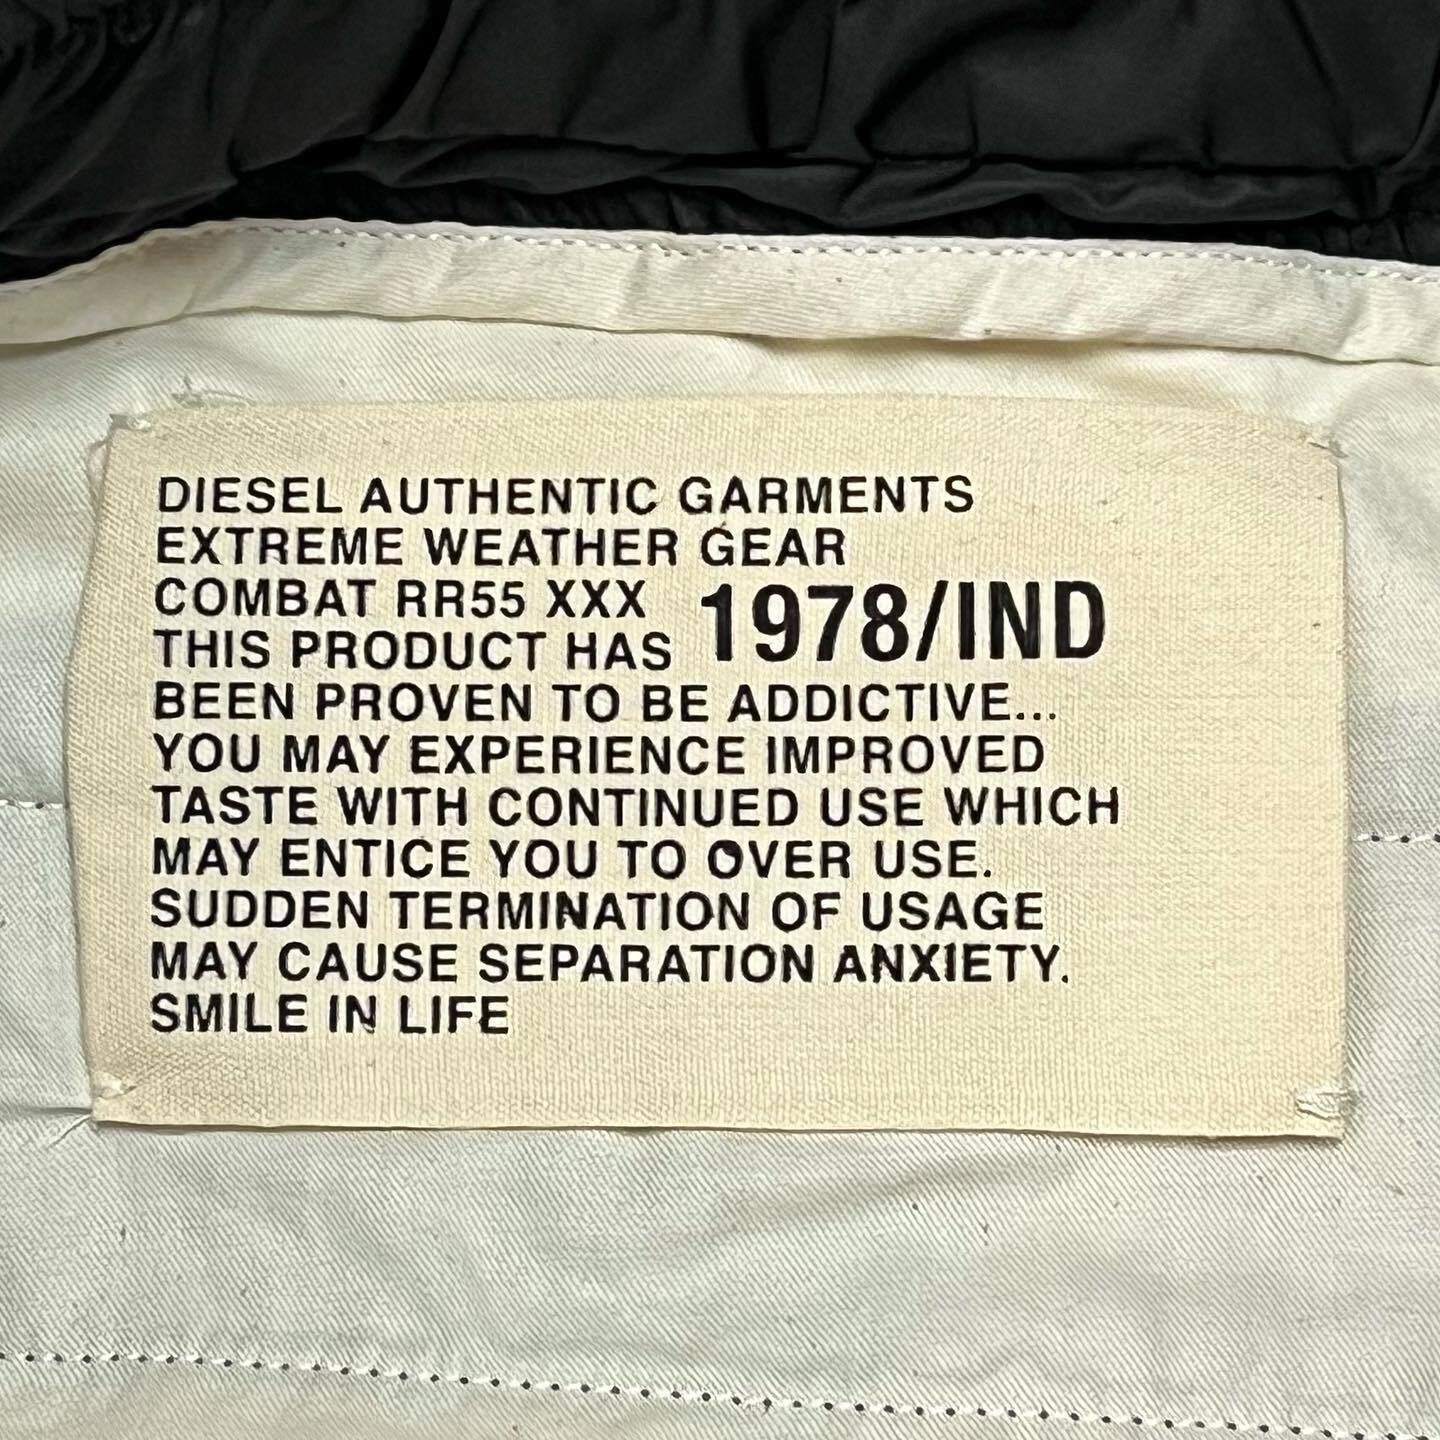 DIESEL AUTHENTIC GARMENTS
EXTREME WEATHER GEAR
COMBAT RR55 XXX
1978/IND
THIS PRODUCT HAS
BEEN PROVEN TO BE ADDICTIVE...
YOU MAY EXPERIENCE IMPROVED
TASTE WITH CONTINUED USE WHICH
MAY ENTICE YOU TO OVER USE.
SUDDEN TERMINATION OF USAGE
MAY CAUSE SEPARATION ANXIETY.
SMILE IN LIFE